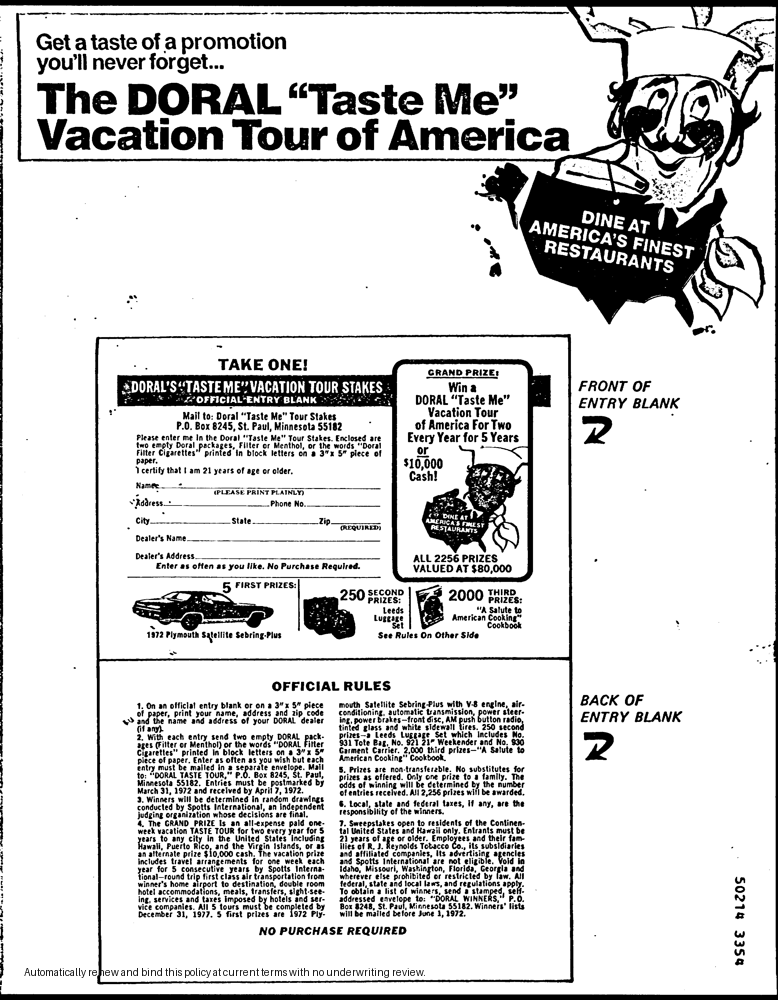 Get a taste of a promotion
you'll never forget...
The DORAL "Taste Me"
Vacation Tour of America
DINE AT
AMERICA'S FINEST
RESTAURANTS
TAKE ONE!
DORAL'S "TASTE ME" VACATION TOUR STAKES
OFFICIAL ENTRY BLANK
Mail to: Doral "Taste Me" Tour Stakes
P.O. Box 8245, St. Paul, Minnesota 55182
Please enter me in the Doral "Taste Me" Tour Stakes. Enclosed are
two empty Doral packages, Filter or Menthol, or the words "Doral
Filter Cigarettes" printed in block letters on a 3"x 5" piece of
paper.
I certify that I am 21 years of age or older.
Name
(PLEASE PRINT PLAINLY)
Address Phone No.
City State Zip
(REQUIRED)
Dealer's Name
Dealer's Address
Enter as often as you like. No Purchase Required.
GRAND PRIZE:
Win a
DORAL "Taste Me"
Vacation Tour
of America For Two
Every Year for 5 Years
or
$10,000
Cash!
DINE AT
AMERICA'S FINEST
RESTAURANTS
ALL 2256 PRIZES
VALUED AT $80,000
5 FIRST PRIZES:
1972 Plymouth Satellite Sebring-Plus
250 SECOND
PRIZES:
Leeds
Luggage
Set
2000 THIRD
PRIZES:
"A Salute to
American Cooking"
Cookbook
See Rules On Other Side
FRONT OF
ENTRY BLANK
OFFICIAL RULES
1. On an official entry blank or on a 3"x 5" piece
of paper, print your name, address and zip code
and the name and address of your DORAL dealer
(if any).
2. With each entry send two empty DORAL pack-
ages (Filter or Menthol) or the words "DORAL Filter
Cigarettes" printed in block letters on a 3"x 5"
piece of paper. Enter as often as you wish but each
entry must be mailed in a separate envelope. Mail
to: "DORAL TASTE TOUR," P.O. Box 8245, St. Paul,
Minnesota 55182. Entries must be postmarked by
March 31, 1972 and received by April 7, 1972.
3. Winners will be determined in random drawings
conducted by Spotts International, an independent
judging organization whose decisions are final.
4. The GRAND PRIZE is an all-expense paid one-
week vacation TASTE TOUR for two every year for 5
years to any city in the United States including
Hawaii, Puerto Rico, and the Virgin Islands, or as
an alternate prize $10,000 cash. The vacation prize
includes travel arrangements for one week each
year for 5 consecutive years by Spotts Interna-
tional—round trip first class air transportation from
winner's home airport to destination, double room
hotel accommodations, meals, transfers, sight-see-
ing, services and taxes imposed by hotels and ser-
vice companies. All 5 tours must be completed by
December 31, 1977. 5 first prizes are 1972 Ply-
mouth Satellite Sebring-Plus with V-8 engine, air-
conditioning, automatic transmission, power steer-
ing, power brakes—front disc, AM push button radio,
tinted glass and white sidewall tires. 250 second
prizes—a Leeds Luggage Set which includes No.
931 Tote Bag, No. 921 21" Weekender and No. 930
Garment Carrier. 2,000 third prizes—"A Salute to
American Cooking" Cookbook.
5. Prizes are non-transferable. No substitutes for
prizes as offered. Only one prize to a family. The
odds of winning will be determined by the number
of entries received. All 2,256 prizes will be awarded.
6. Local, state and federal taxes, if any, are the
responsibility of the winners.
7. Sweepstakes open to residents of the Continen-
tal United States and Hawaii only. Entrants must be
21 years of age or older. Employees and their fam-
ilies of R. J. Reynolds Tobacco Co., its subsidiaries
and affiliated companies, its advertising agencies
and Spotts International are not eligible. Void in
Idaho, Missouri, Washington, Florida, Georgia and
wherever else prohibited or restricted by law. All
federal, state and local laws, and regulations apply.
To obtain a list of winners, send a stamped, self-
addressed envelope to: "DORAL WINNERS," P.O.
Box 8248, St. Paul, Minnesota 55182. Winners' lists
will be mailed before June 1, 1972.
NO PURCHASE REQUIRED
BACK OF
ENTRY BLANK
50214 3354
Automatically renew and bind this policy at current terms with no underwriting review.